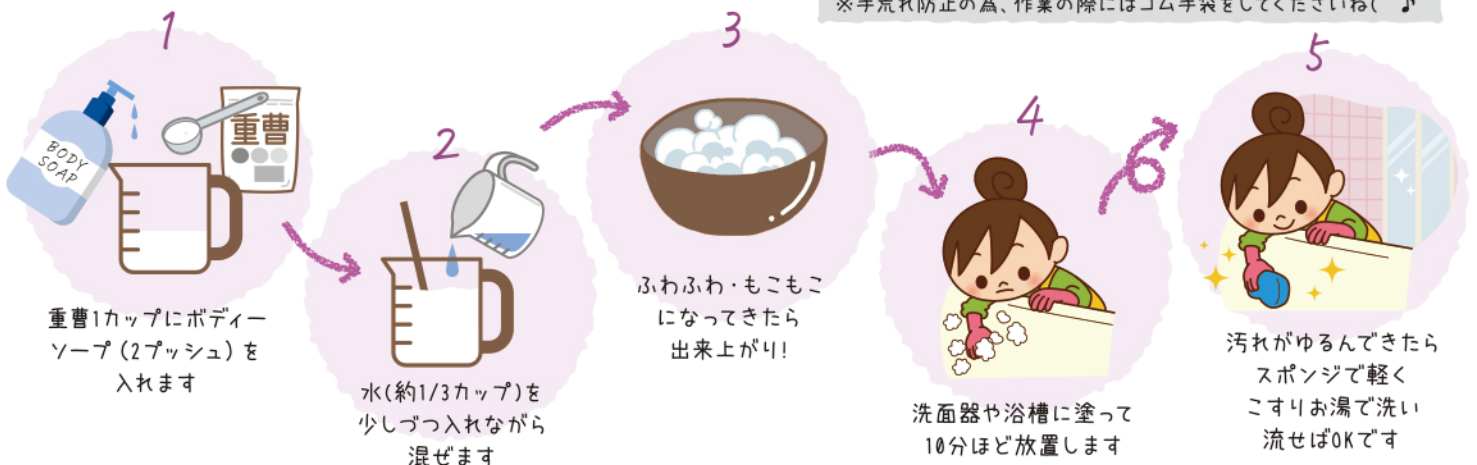 ※手荒れ防止の為、作業の際にはゴム手袋をしてくださいね( ♪
1
BODY
SOAP
重曹
重曹1カップにボディー
ソープ(2プッシュ)を
入れます
2
水(約1/3カップ)を
少しづつ入れながら
混ぜます
3
ふわふわ・もこもこ
になってきたら
出来上がり!
4
洗面器や浴槽に塗って
10分ほど放置します
5
汚れがゆるんできたら
スポンジで軽く
こすりお湯で洗い
流せばOKです